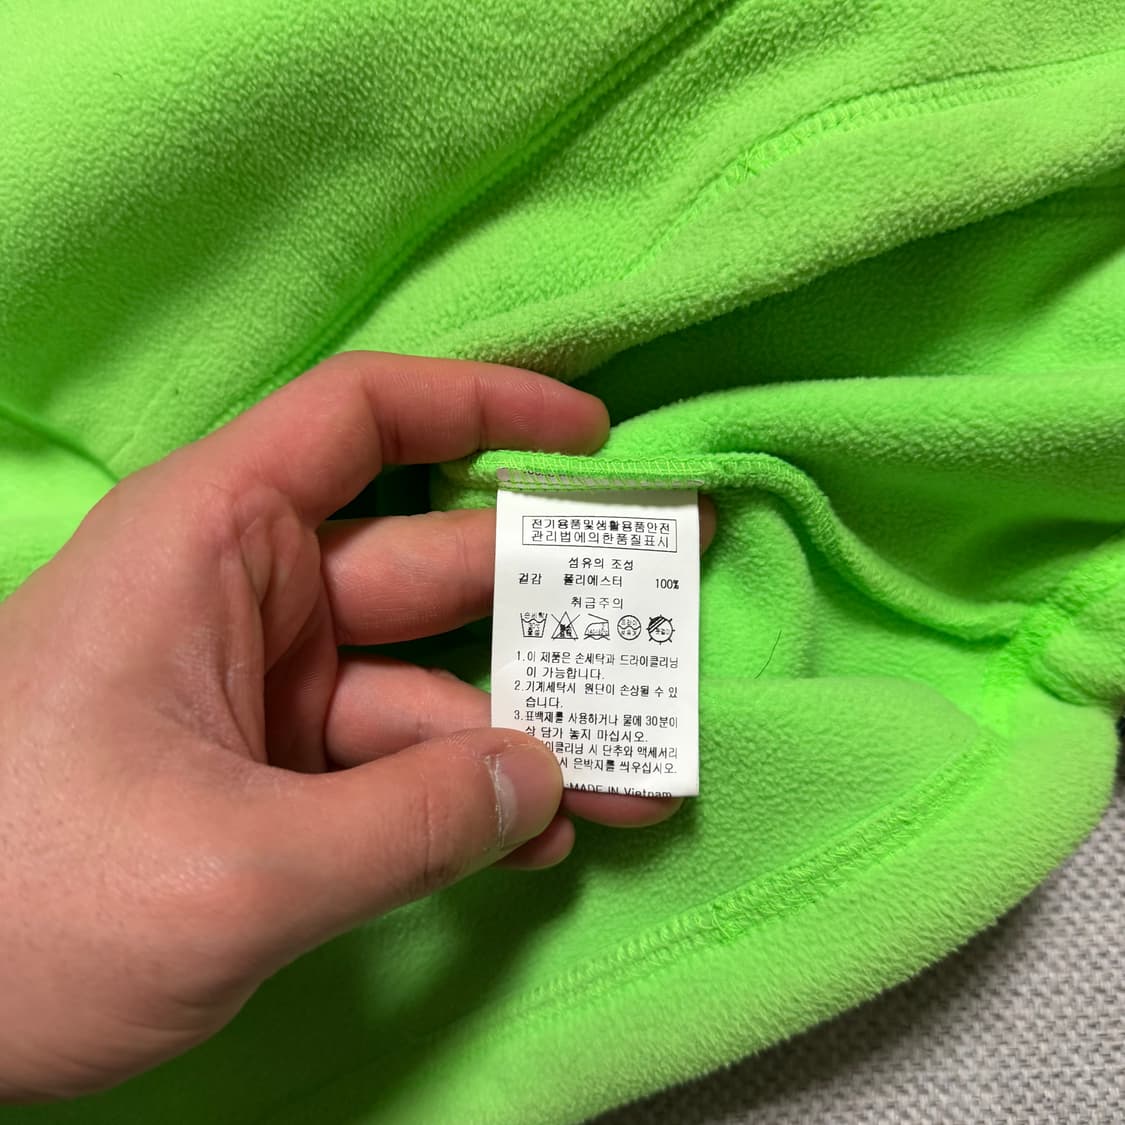 전기용품및생활용품안전
관리법에의한품질표시
섬유의 조성
겉감 폴리에스터 100%
취급주의
1.이 제품은 손세탁과 드라이클리닝
이 가능합니다.
2.기계세탁시 원단이 손상될 수 있
습니다.
3.표백제를 사용하거나 물에 30분이
상 담가 놓지 마십시오.
이클리닝 시 단추와 액세서리
시 은박지를 씌우십시오.
:MADE IN Vietnam